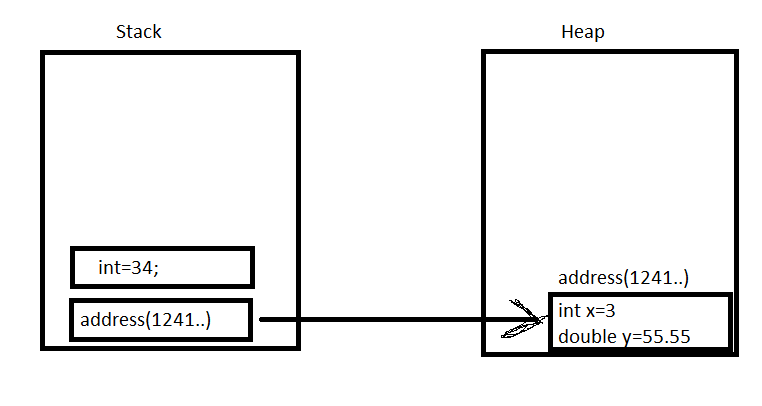 Stack
Heap
int=34;
address(1241..)
address(1241..)
int x=3
double y=55.55